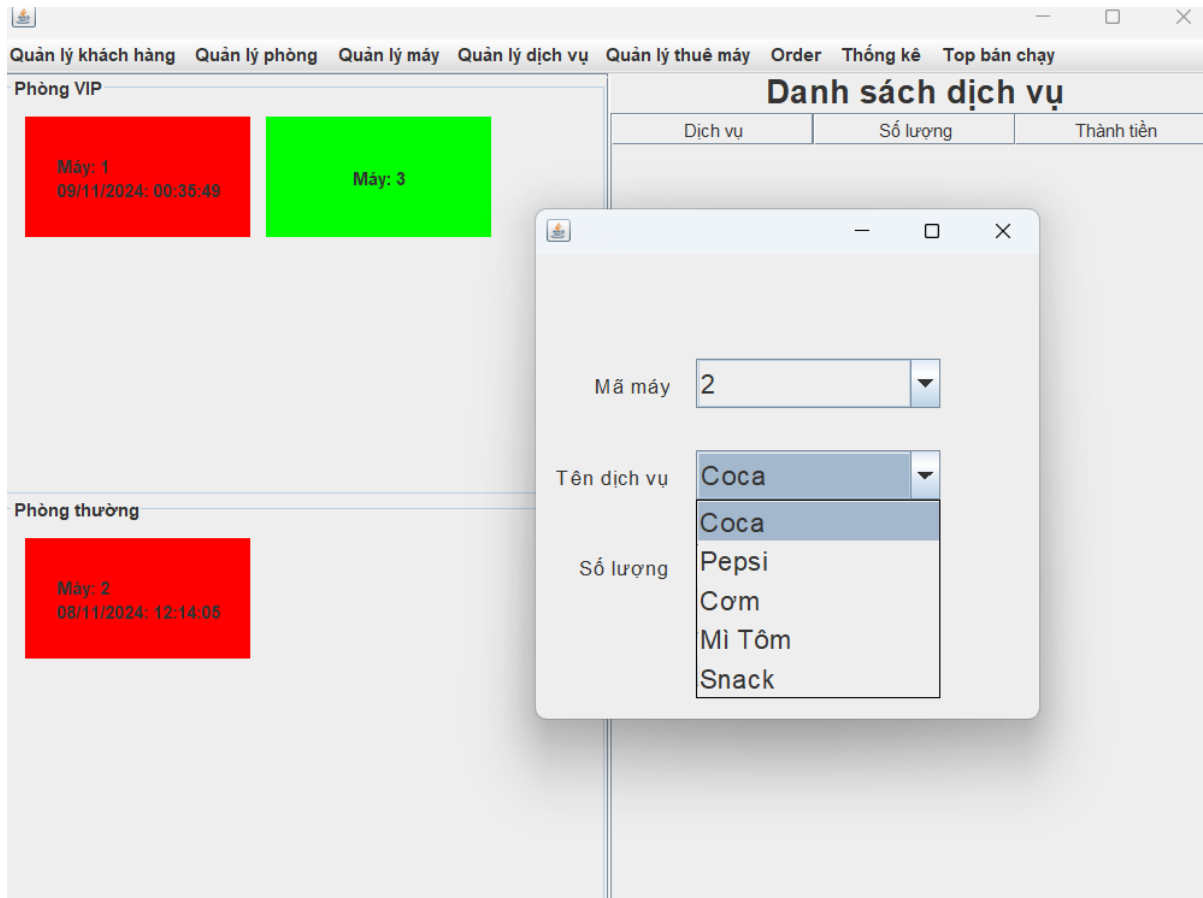 Quản lý khách hàng Quản lý phòng Quản lý máy Quản lý dịch vụ Quản lý thuê máy Order Thống kê Top bán chạy
Phòng VIP
Máy: 1
09/11/2024: 00:35:49
Máy: 3
Phòng thường
Máy: 2
08/11/2024: 12:14:05
Danh sách dịch vụ
Dịch vụ Số lượng Thành tiền
Mã máy 2
Tên dịch vụ Coca
Coca
Pepsi
Cơm
Mì Tôm
Snack
Số lượng